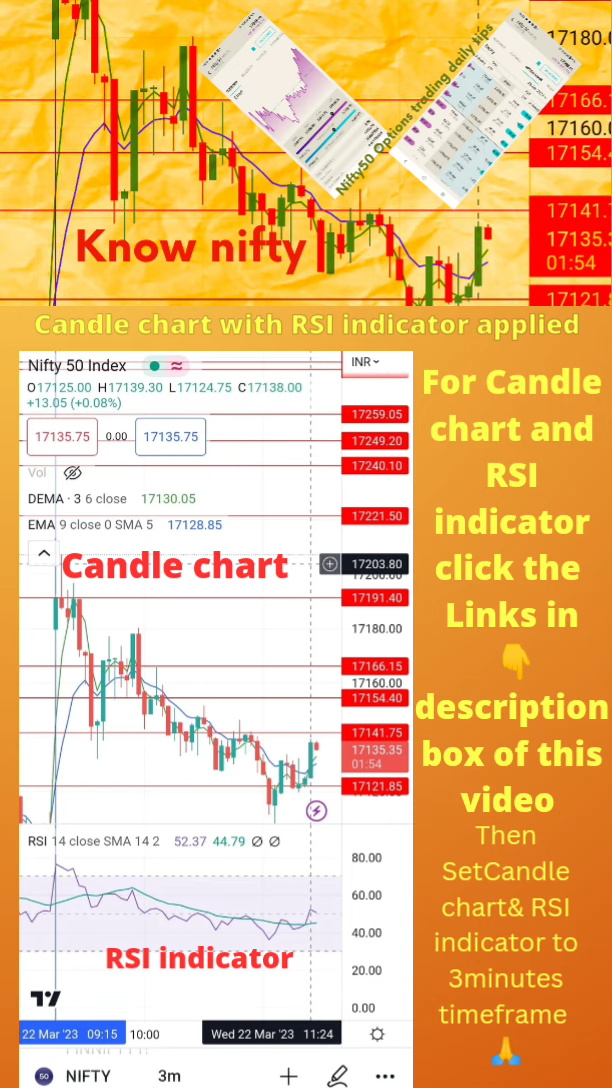 17180.0
17166.
17160.0
17154.4
17141.7
17135.3
01:54
17121.
Nifty50 Options trading daily tips
Know nifty
Candle chart with RSI indicator applied
Nifty 50 Index
INR
O17125.00 H17139.30 L17124.75 C17138.00
+13.05 (+0.08%)
17135.75 0.00 17135.75
Vol
DEMA · 3 6 close 17130.05
EMA 9 close 0 SMA 5 17128.85
Candle chart
17259.05
17249.20
17240.10
17221.50
17203.80
17200.00
17191.40
17180.00
17166.15
17160.00
17154.40
17141.75
17135.35
01:54
17121.85
RSI 14 close SMA 14 2 52.37 44.79 Ø Ø
80.00
60.00
40.00
20.00
0.00
RSI indicator
22 Mar '23 09:15 10:00 Wed 22 Mar '23 11:24
50 NIFTY 3m
For Candle
chart and
RSI
indicator
click the
Links in
👇
description
box of this
video
Then
SetCandle
chart& RSI
indicator to
3minutes
timeframe
🙏